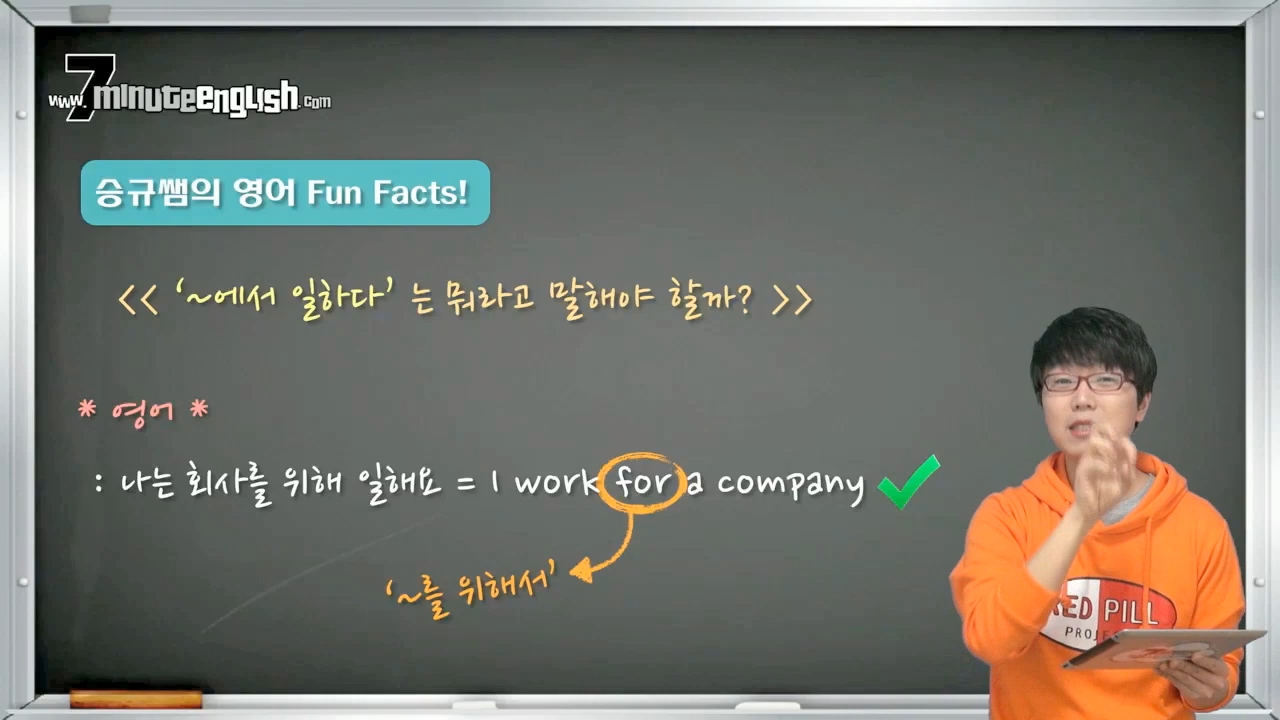 www.7minuteenglish.com
승규쌤의 영어 Fun Facts!
<< '~에서 일하다' 는 뭐라고 말해야 할까? >>
* 영어 *
: 나는 회사를 위해 일해요 = I work for a company
'~를 위해서'
RED PILL